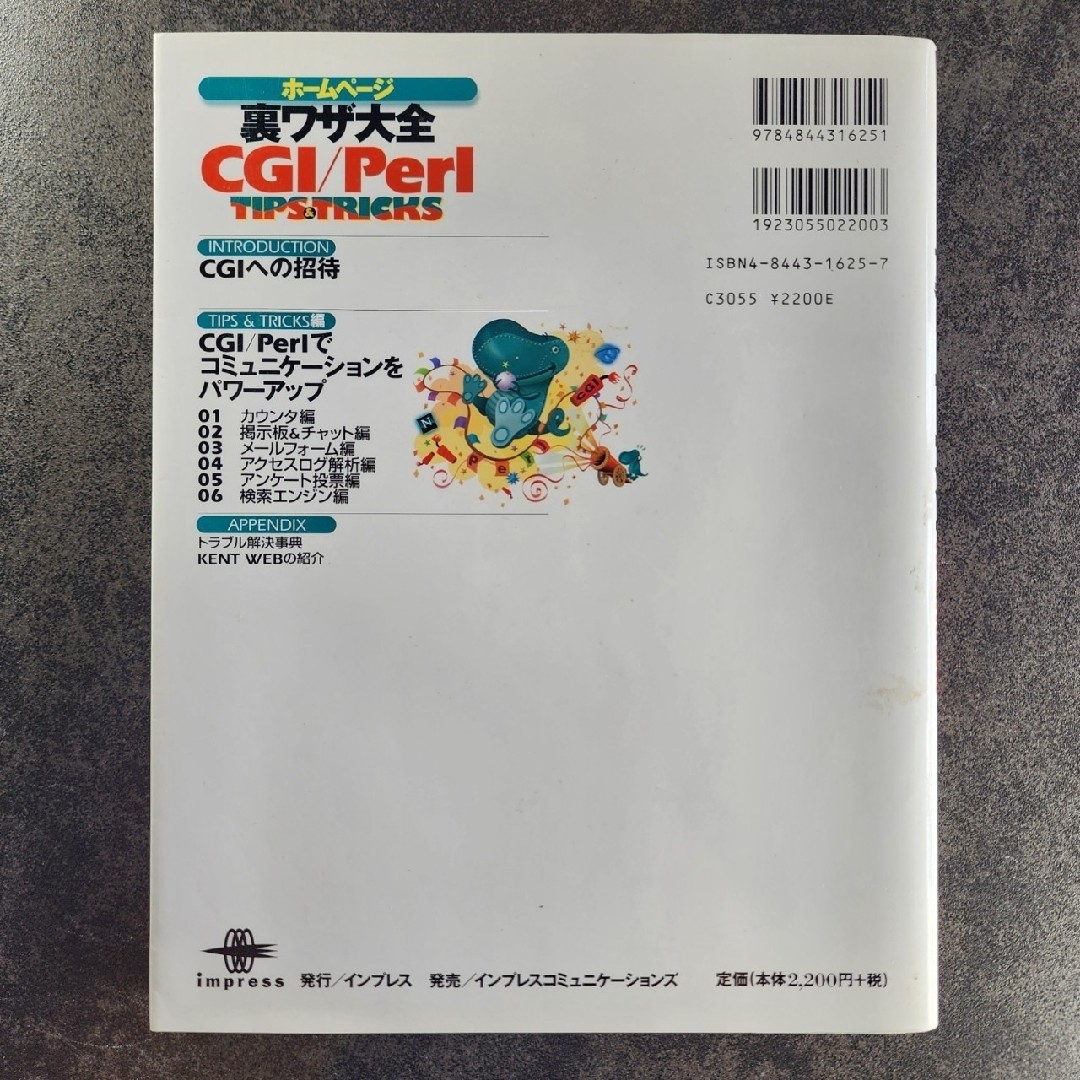 ホームページ
裏ワザ大全
CGI/Perl
TIPS&TRICKS
INTRODUCTION
CGIへの招待
TIPS & TRICKS編
CGI/Perlで
コミュニケーションを
パワーアップ
01 カウンタ編
02 掲示板&チャット編
03 メールフォーム編
04 アクセスログ解析編
05 アンケート投票編
06 検索エンジン編
APPENDIX
トラブル解決事典
KENT WEBの紹介
9784844316251
1923055022003
ISBN4-8443-1625-7
C3055 ¥2200E
CGI
N
impress 発行/インプレス 発売/インプレスコミュニケーションズ 定価(本体2,200円+税)